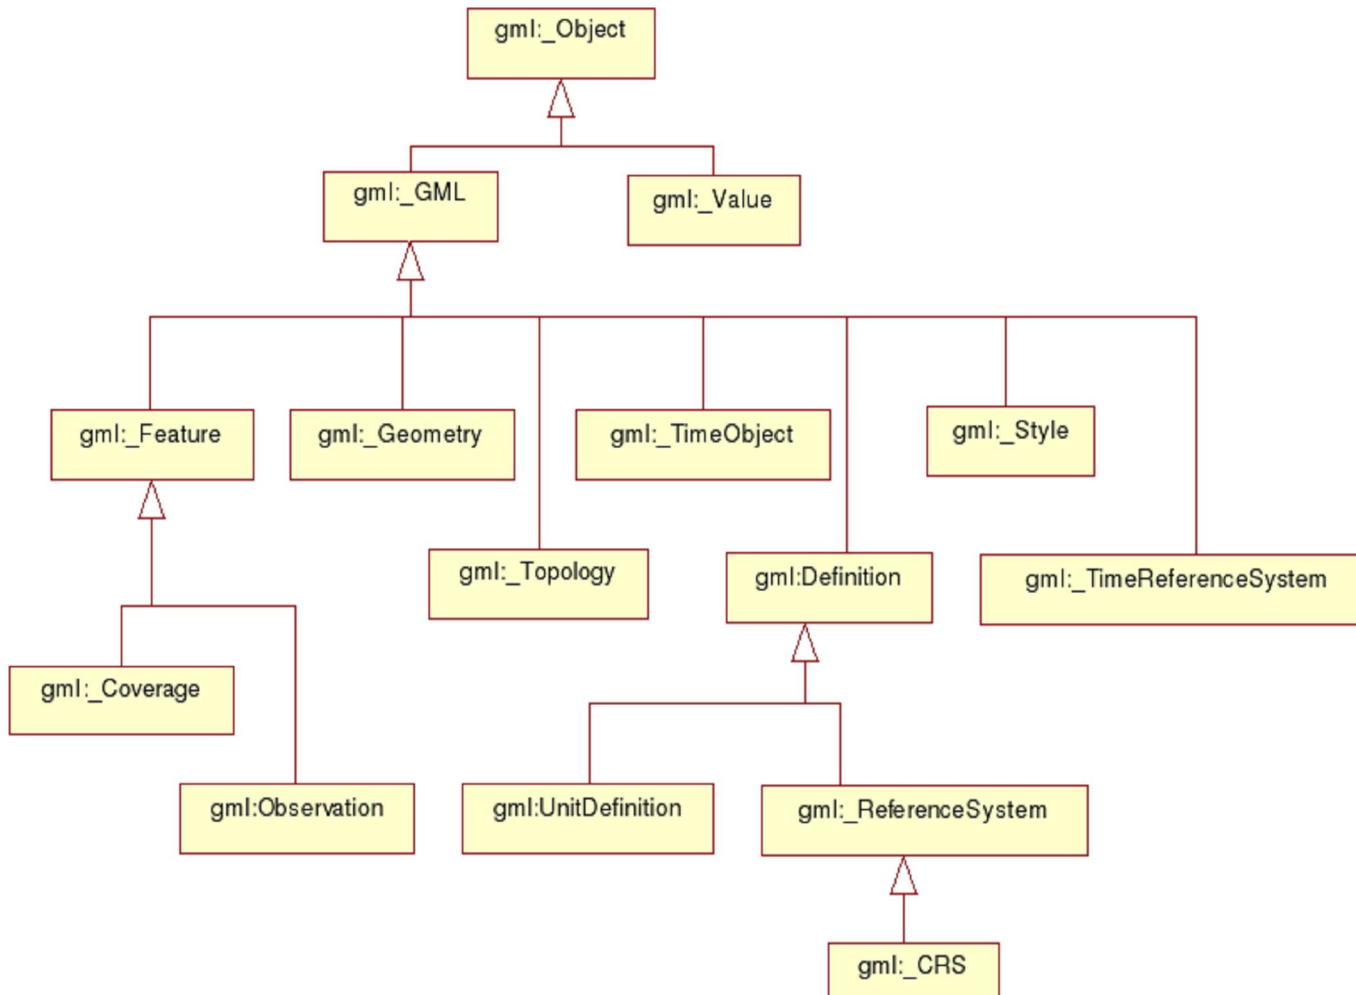 gml:_Object
gml:_GML
gml:_Value
gml:_Feature
gml:_Geometry
gml:_TimeObject
gml:_Style
gml:_Topology
gml:Definition
gml:_TimeReferenceSystem
gml:_Coverage
gml:Observation
gml:UnitDefinition
gml:_ReferenceSystem
gml:_CRS